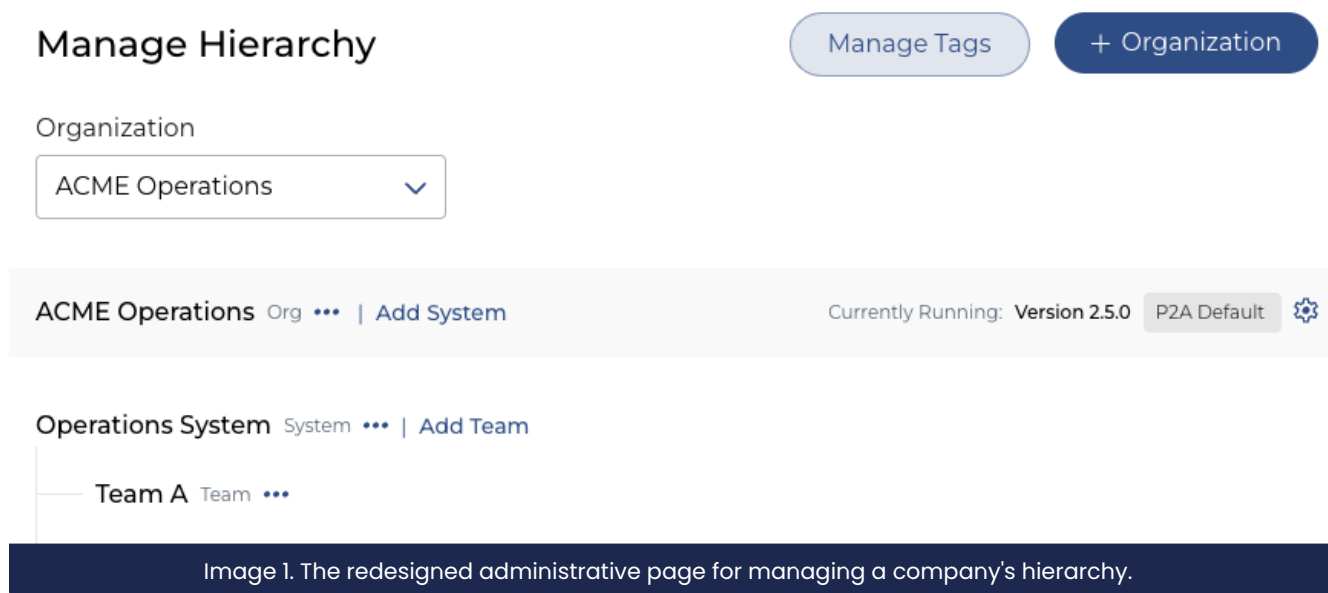 Manage Hierarchy
Manage Tags
+ Organization
Organization
ACME Operations
ACME Operations Org ••• | Add System
Currently Running: Version 2.5.0 P2A Default
Operations System System ••• | Add Team
Team A Team •••
Image 1. The redesigned administrative page for managing a company's hierarchy.